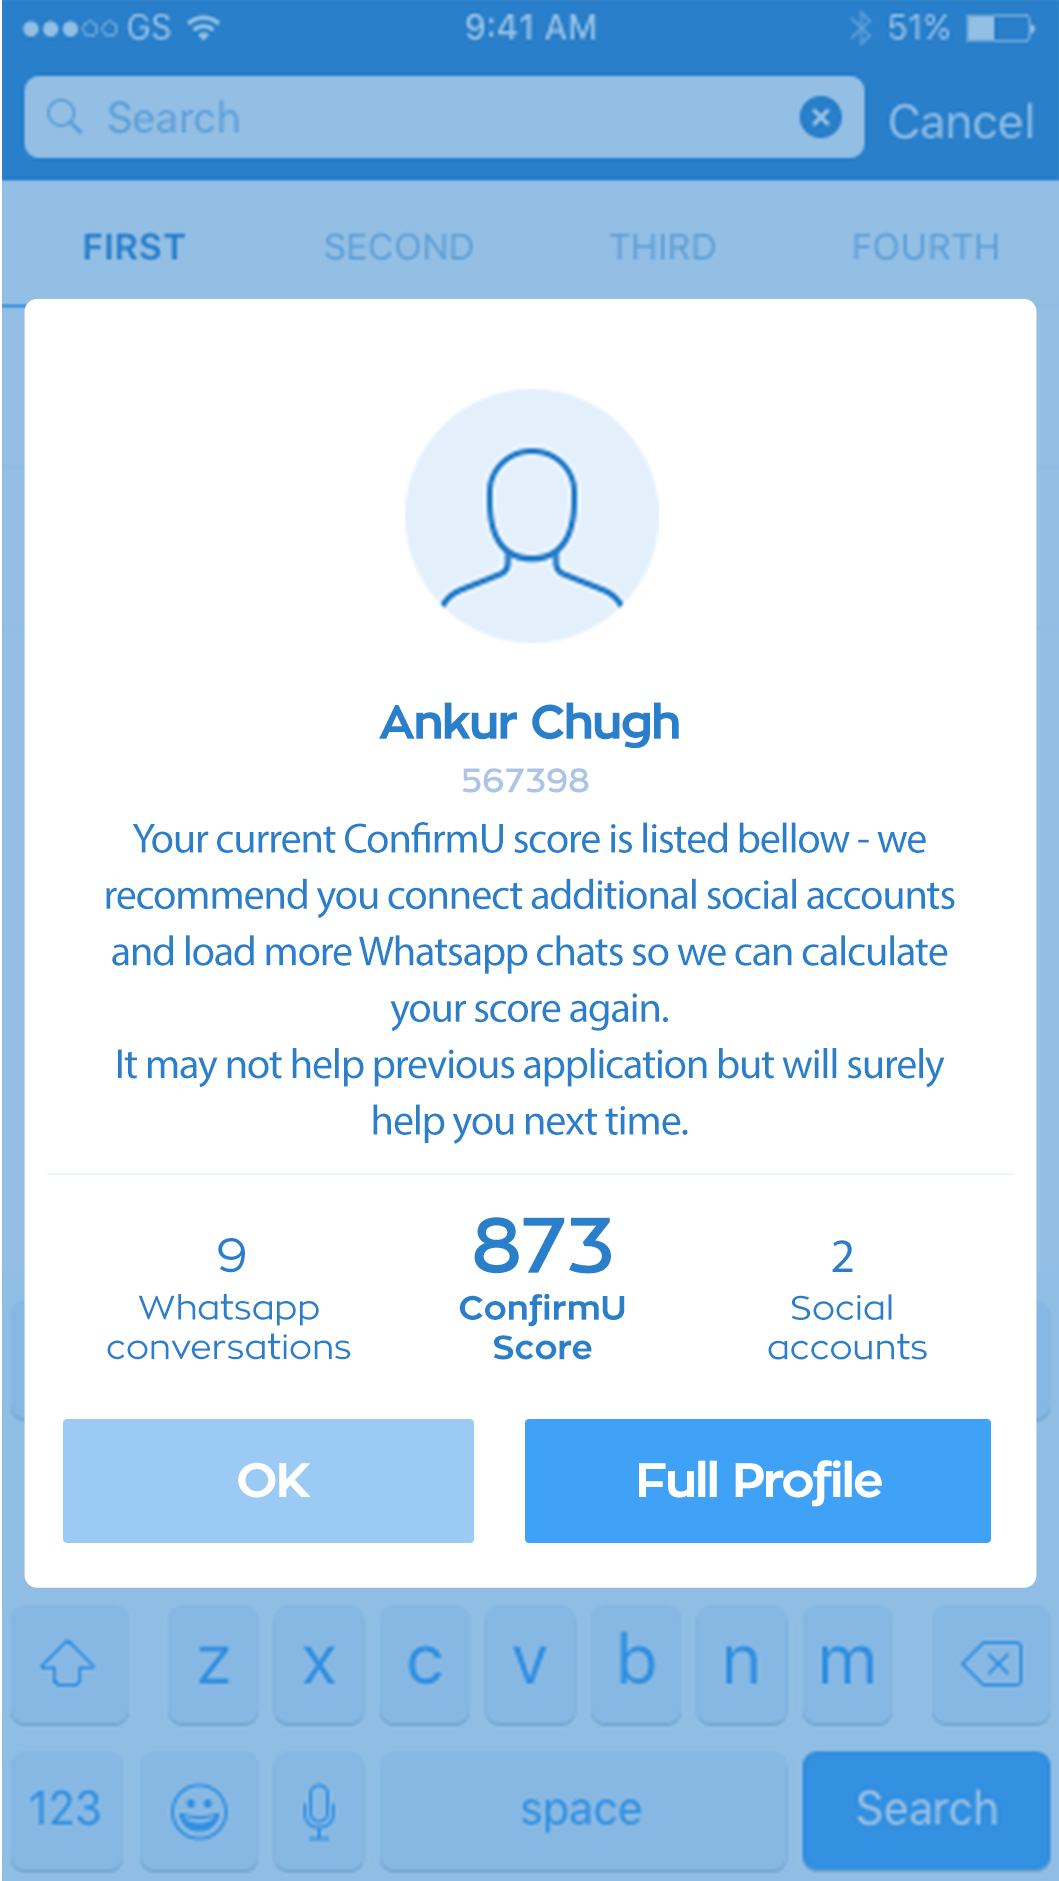 GS 9:41 AM 51%
Search Cancel
FIRST SECOND THIRD FOURTH
Ankur Chugh
567398
Your current ConfirmU score is listed bellow - we
recommend you connect additional social accounts
and load more Whatsapp chats so we can calculate
your score again.
It may not help previous application but will surely
help you next time.
9 873 2
Whatsapp ConfirmU Social
conversations Score accounts
OK Full Profile
z x c v b n m
123 space Search